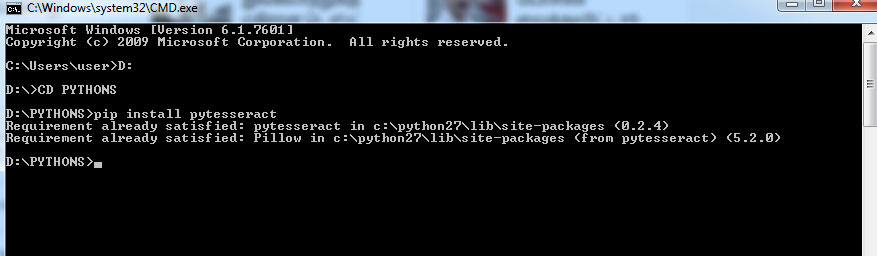 C:\Windows\system32\CMD.exe
Microsoft Windows [Version 6.1.7601]
Copyright (c) 2009 Microsoft Corporation.  All rights reserved.
C:\Users\user>D:
D:\>CD PYTHONS
D:\PYTHONS>pip install pytesseract
Requirement already satisfied: pytesseract in c:\python27\lib\site-packages (0.2.4)
Requirement already satisfied: Pillow in c:\python27\lib\site-packages (from pytesseract) (5.2.0)
D:\PYTHONS>